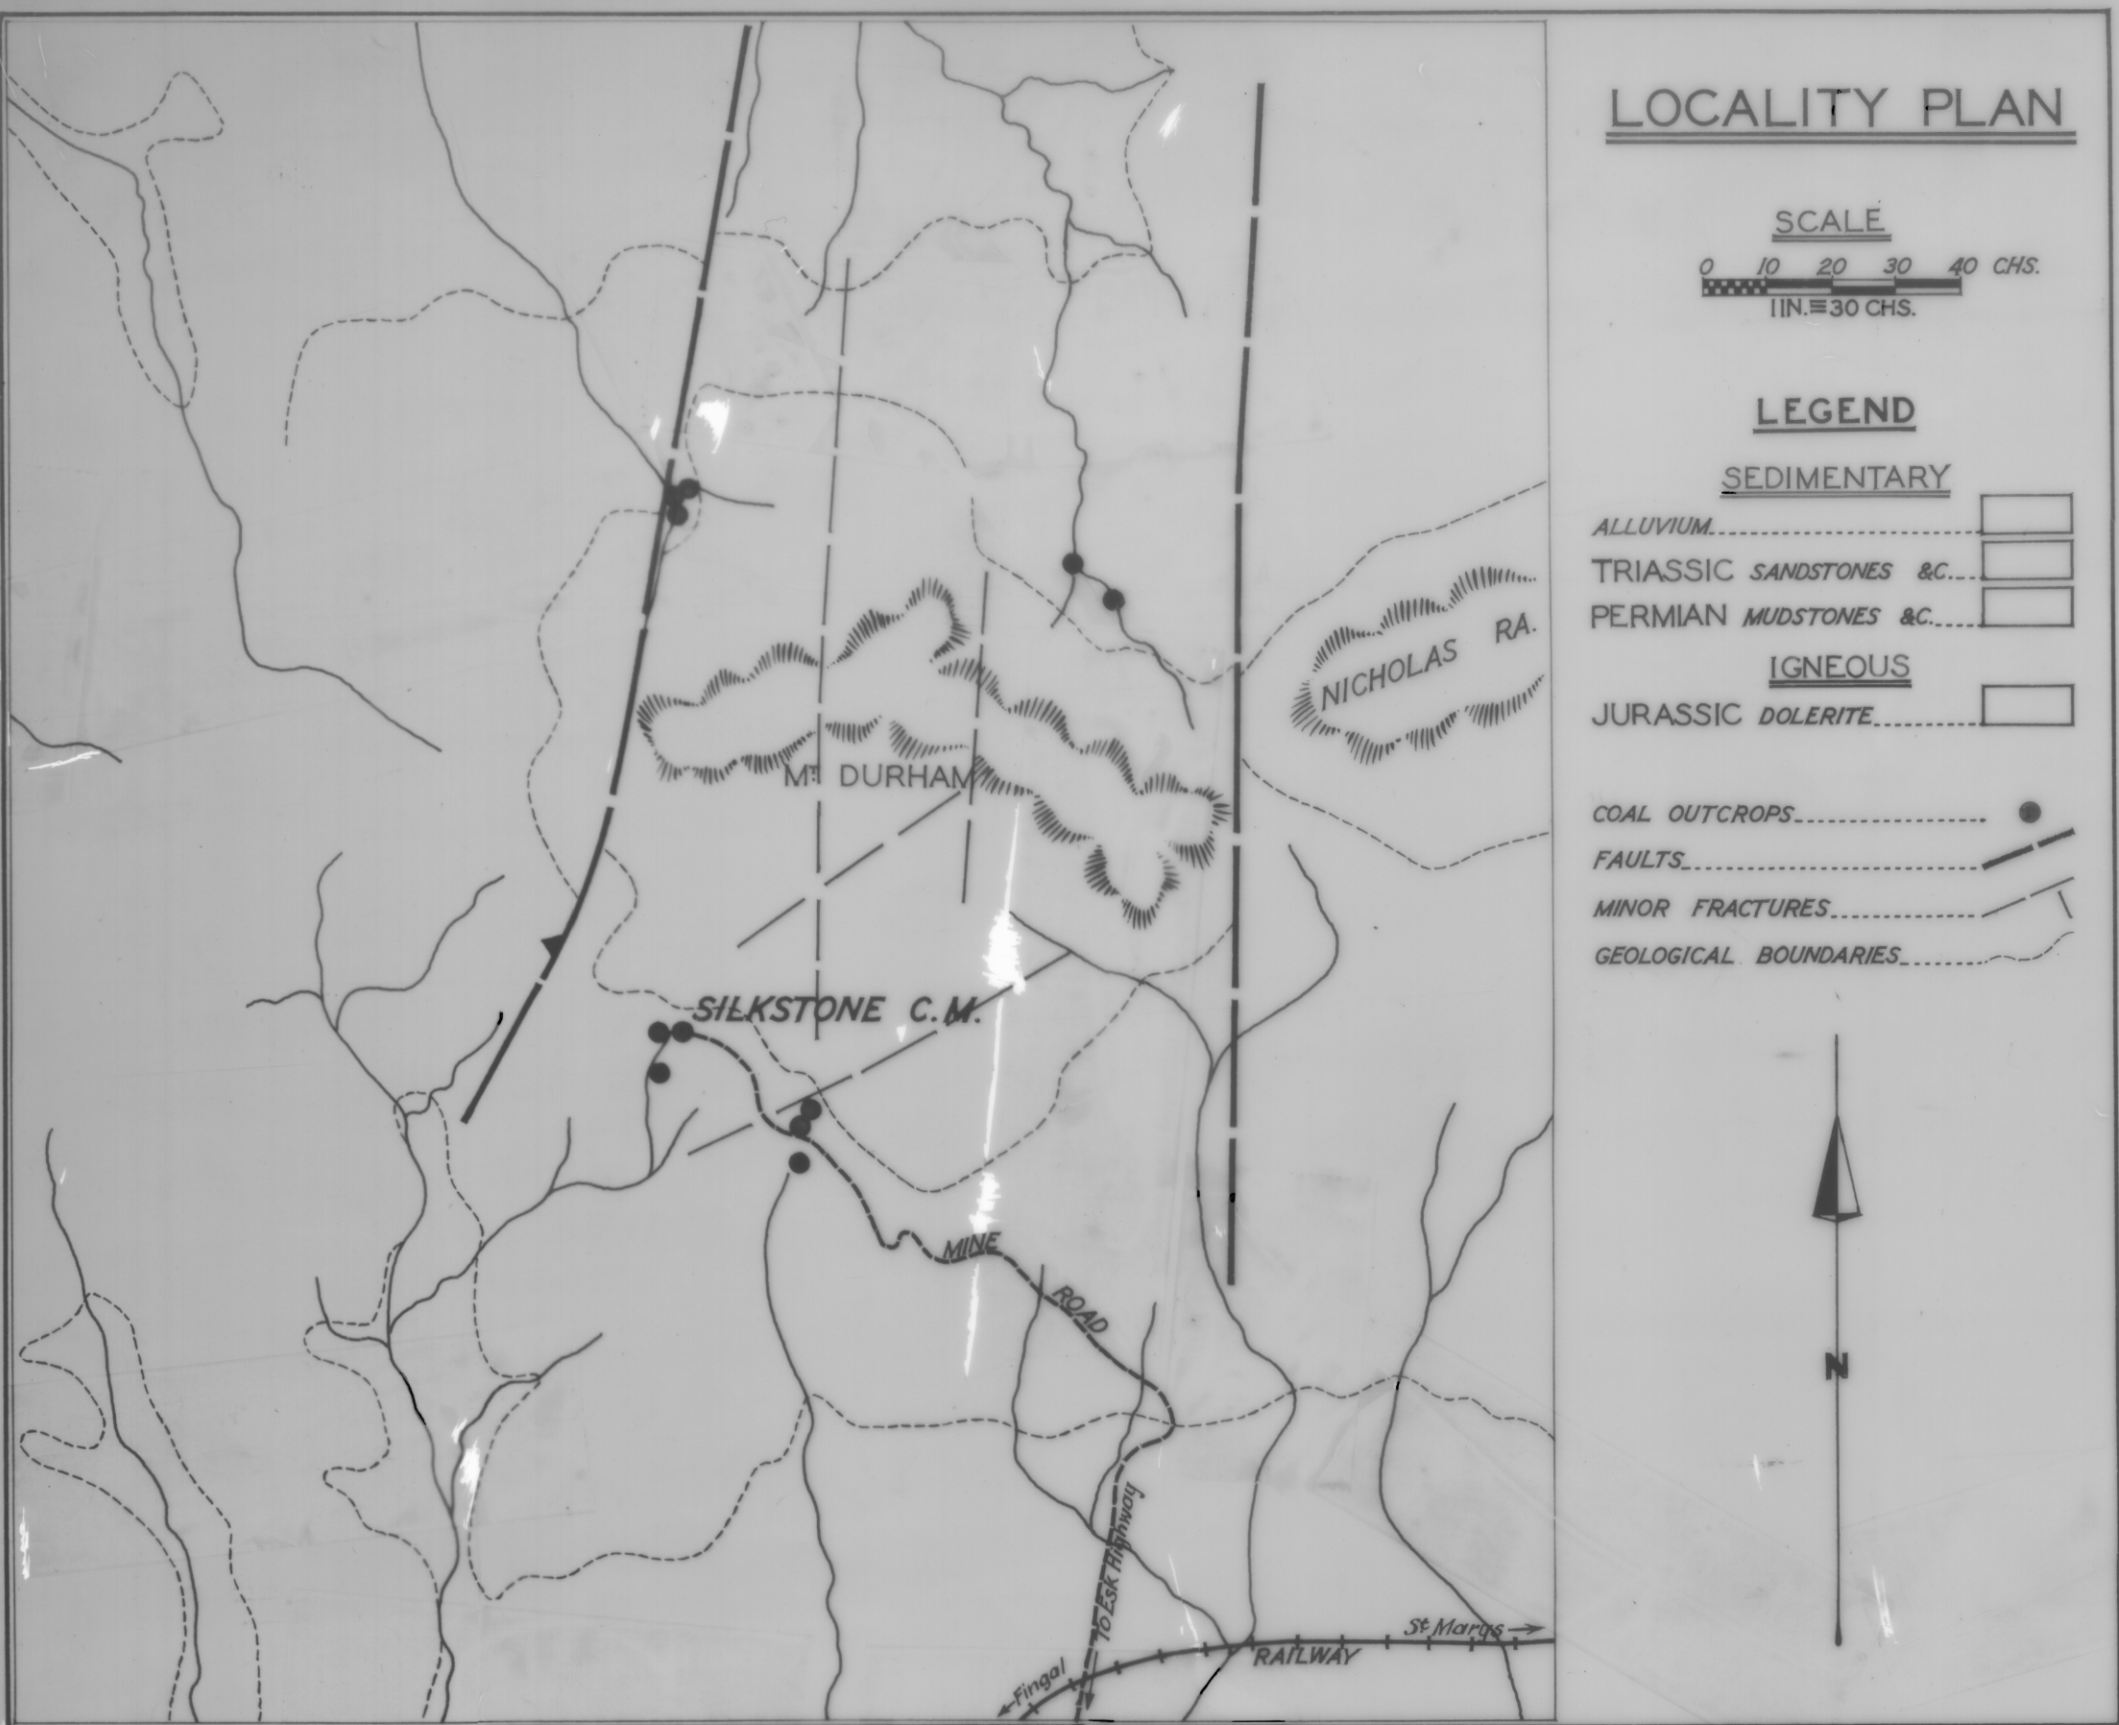 LOCALITY PLAN
SCALE
0 10 20 30 40 CHS.
1 IN. ≡ 30 CHS.
LEGEND
SEDIMENTARY
ALLUVIUM
TRIASSIC SANDSTONES &C.
PERMIAN MUDSTONES &C.
IGNEOUS
JURASSIC DOLERITE
COAL OUTCROPS
FAULTS
MINOR FRACTURES
GEOLOGICAL BOUNDARIES
N
NICHOLAS RA.
MT DURHAM
SILKSTONE C.M.
MINE ROAD
To Esk Highway
St Marys
RAILWAY
Fingal